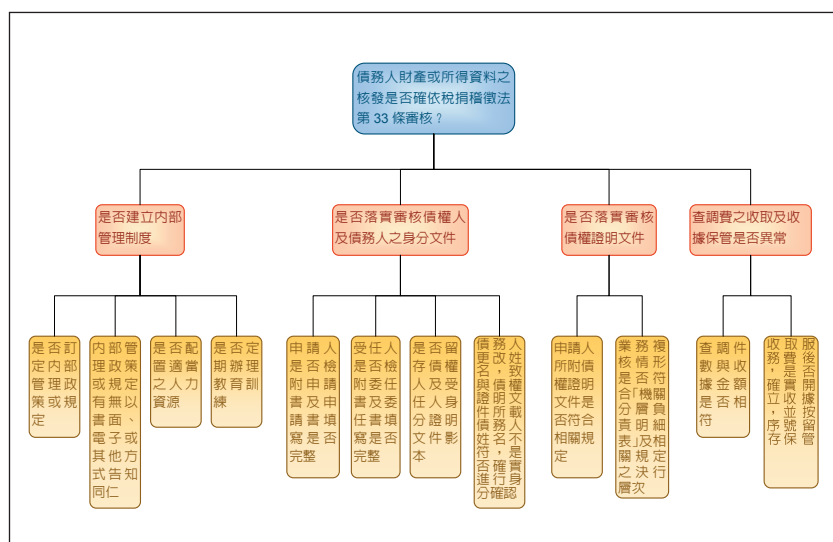 債務人財產或所得資料之
核發是否確依稅捐稽徵法
第 33 條審核？
是否建立內部
管理制度
是否落實審核債權人
及債務人之身分文件
是否落實審核
債權證明文件
查調費之收取及收
據保管是否異常
是否訂
定內部
管理政
策或規
定
內部管
理政策
或規定
有無以
書面、
電子或
其他方
式告知
同仁
是否配
置適當
之人力
資源
是否定
期辦理
教育訓
練
申請人
是否檢
附申請
書及申
請書填
寫是否
完整
受任人
是否檢
附委任
書及委
任書填
寫是否
完整
是否留
存債權
人及受
任人身
分證明
文件影
本
債務人
更改姓
名，致
與債權
證明文
件所載
債務人
姓名不
符，是
否確實
進行身
分確認
申請人
所附債
權證明
文件是
否符合
相關規
定
業務複
核情形
是否符
合「機關
分層負
責明細
表」及相
關規定
之決行
層次
查調件
數與收
據金額
是否相
符
收取服
務費後
，是否
確實開
立收據
，並按
序號留
存保管